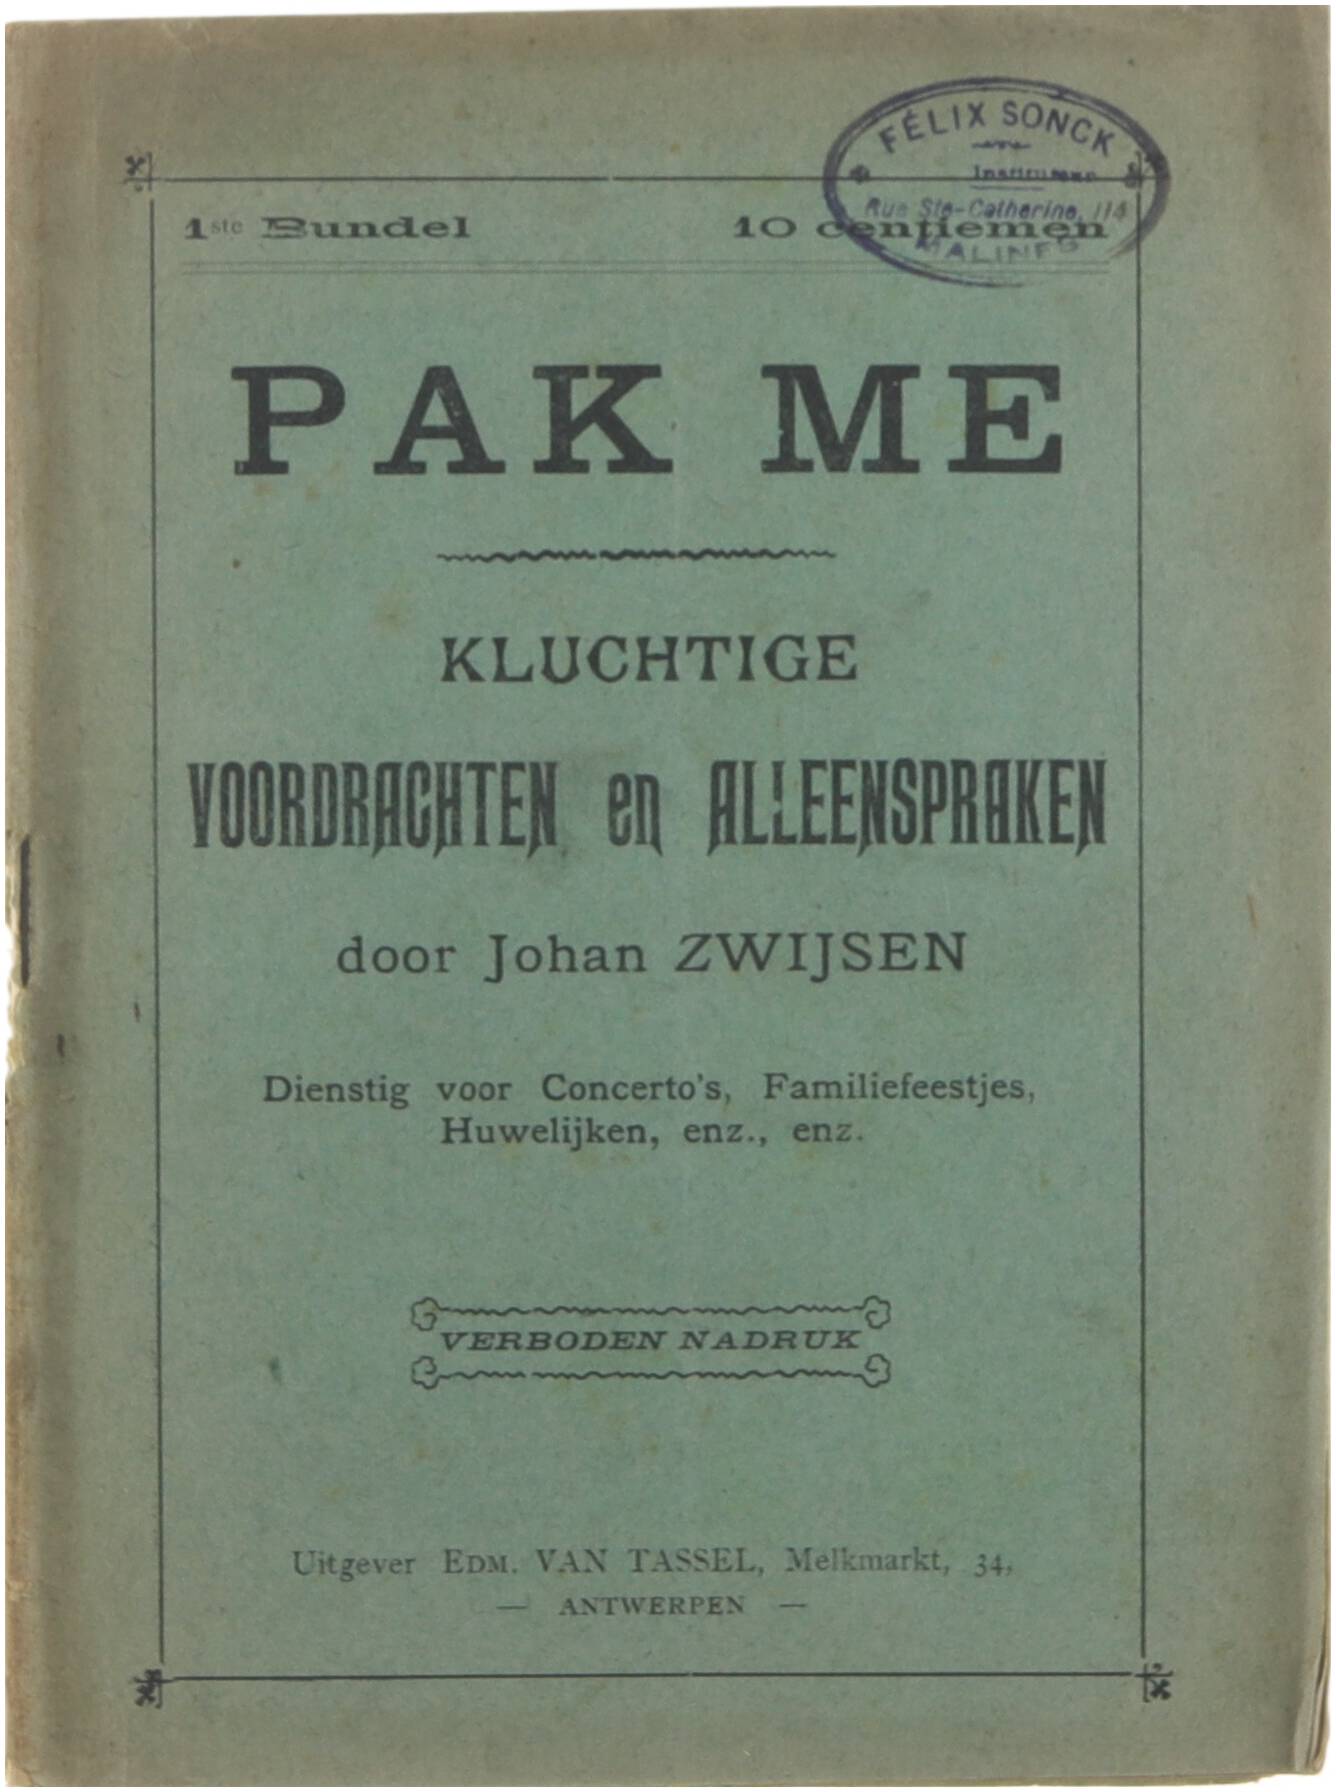 FÉLIX SONCK
Instituteur
Rue Ste-Catherine, 114
MALINES
1ste Bundel 10 centiemen
PAK ME
KLUCHTIGE
VOORDRACHTEN en ALLEENSPRAKEN
door Johan ZWIJSEN
Dienstig voor Concerto's, Familiefeestjes,
Huwelijken, enz., enz.
VERBODEN NADRUK
Uitgever EDM. VAN TASSEL, Melkmarkt, 34,
— ANTWERPEN —